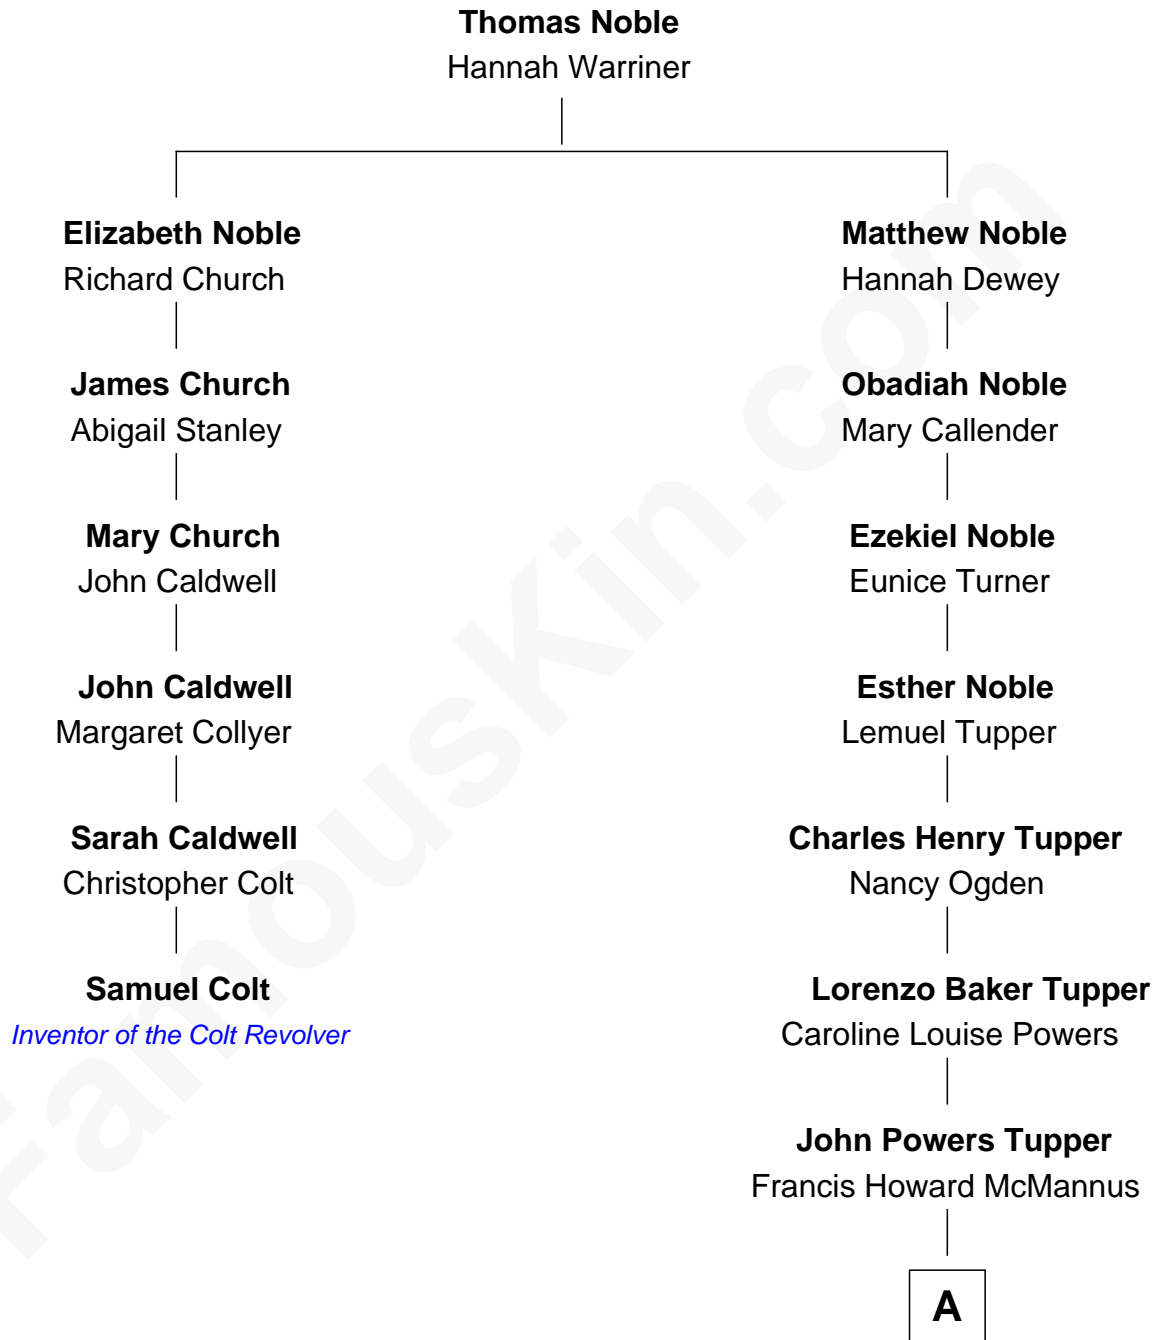 Thomas Noble
Hannah Warriner
Elizabeth Noble
Richard Church
Matthew Noble
Hannah Dewey
James Church
Abigail Stanley
Obadiah Noble
Mary Callender
Mary Church
John Caldwell
Ezekiel Noble
Eunice Turner
John Caldwell
Margaret Collyer
Esther Noble
Lemuel Tupper
Sarah Caldwell
Christopher Colt
Charles Henry Tupper
Nancy Ogden
Samuel Colt
Inventor of the Colt Revolver
Lorenzo Baker Tupper
Caroline Louise Powers
John Powers Tupper
Francis Howard McMannus
A
FamousKin.com